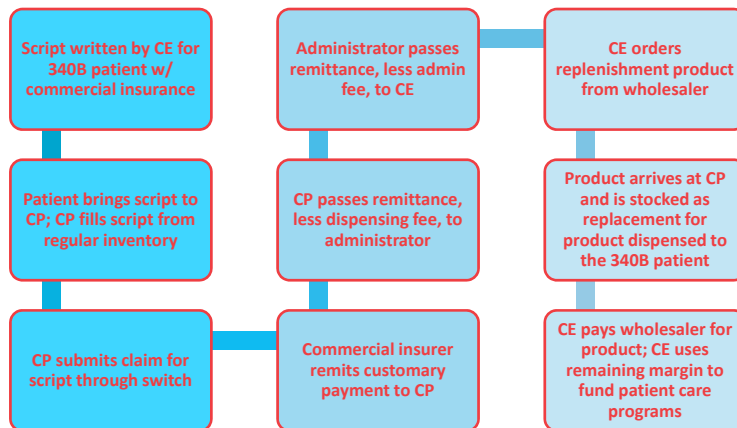 Script written by CE for
340B patient w/
commercial insurance
Patient brings script to
CP; CP fills script from
regular inventory
CP submits claim for
script through switch
Commercial insurer
remits customary
payment to CP
CP passes remittance,
less dispensing fee, to
administrator
Administrator passes
remittance, less admin
fee, to CE
CE orders
replenishment product
from wholesaler
Product arrives at CP
and is stocked as
replacement for
product dispensed to
the 340B patient
CE pays wholesaler for
product; CE uses
remaining margin to
fund patient care
programs